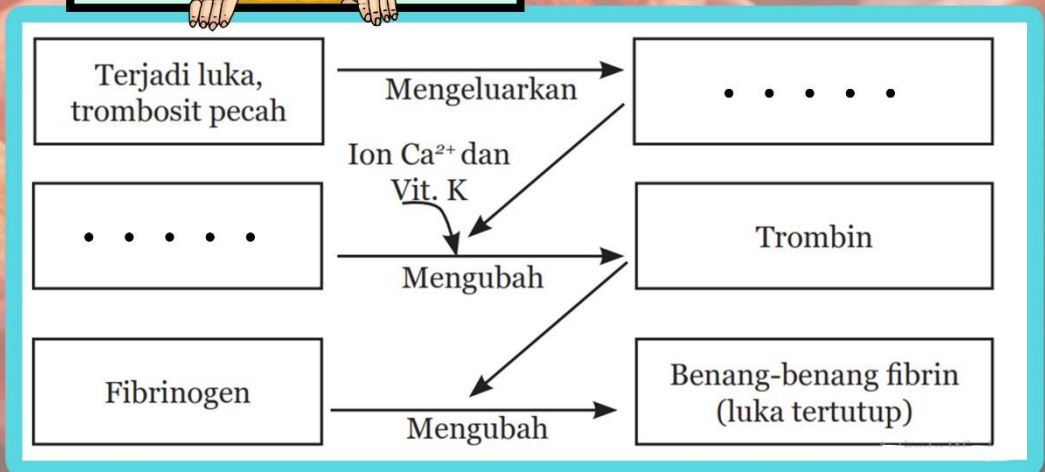 Terjadi luka,
trombosit pecah
Mengeluarkan
. . . . .
Ion Ca²⁺ dan
Vit. K
. . . . .
Mengubah
Trombin
Fibrinogen
Mengubah
Benang-benang fibrin
(luka tertutup)